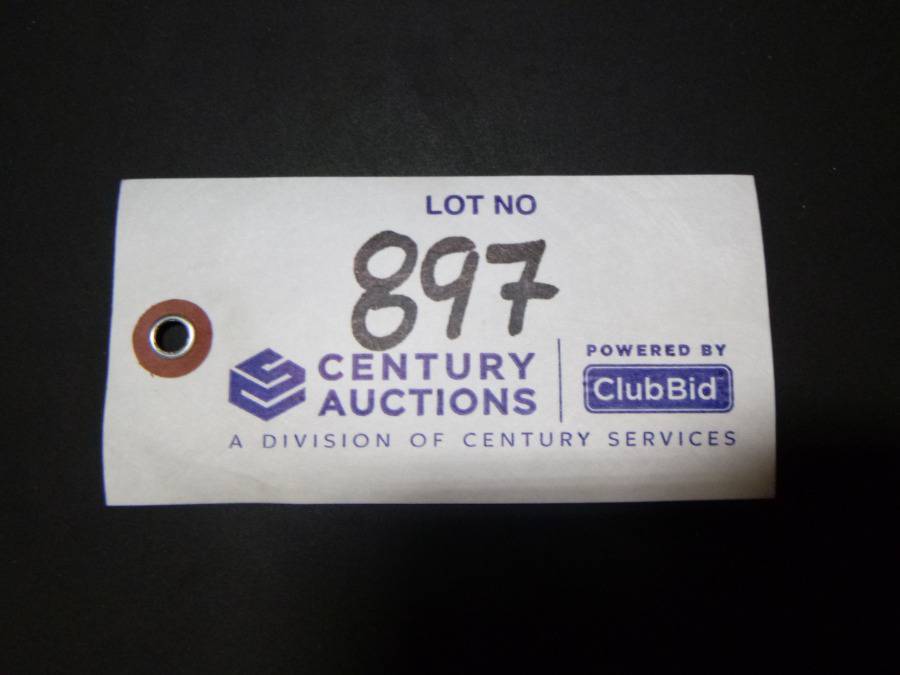 LOT NO
897
CENTURY
AUCTIONS
POWERED BY
ClubBid
A DIVISION OF CENTURY SERVICES